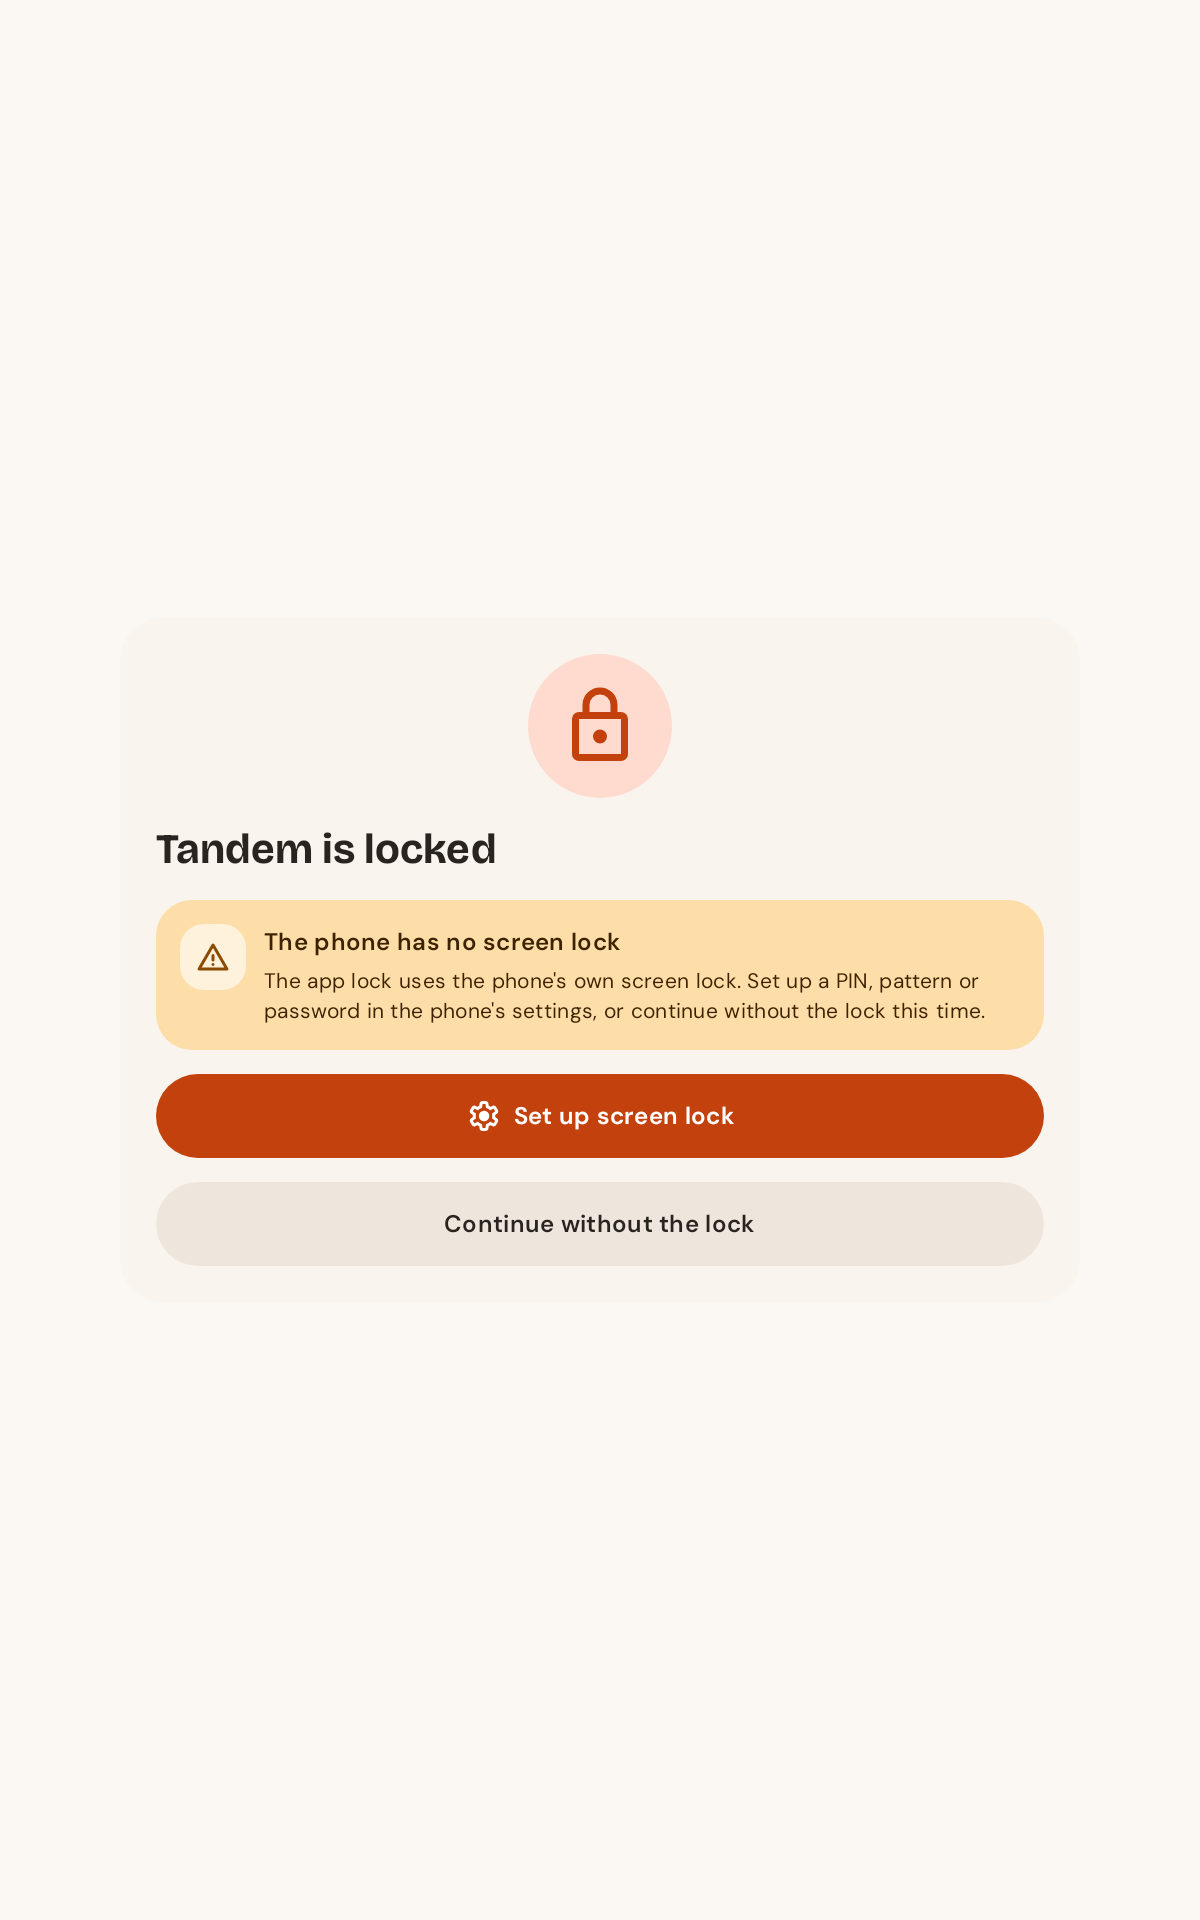 Tandem is locked
The phone has no screen lock
The app lock uses the phone's own screen lock. Set up a PIN, pattern or
password in the phone's settings, or continue without the lock this time.
Set up screen lock
Continue without the lock